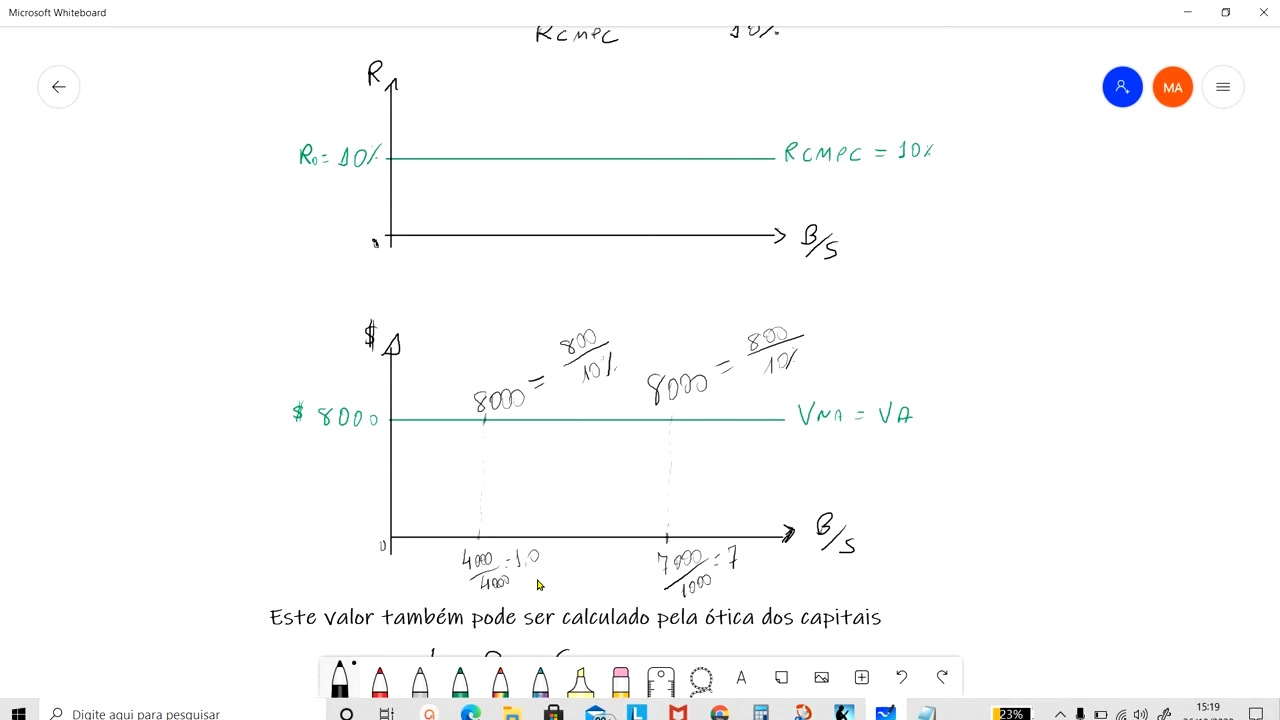 Microsoft Whiteboard
RCMPC 10%
R
MA
R₀ = 10%
RCMPC = 10%
0
B/S
$
8000 = 800/10%
8000 = 800/10%
$ 8000
VNA = VA
0
B/S
4000/4000 = 1,0
7000/1000 = 7
Este valor também pode ser calculado pela ótica dos capitais
A
23%
15:19
Digite aqui para pesquisar